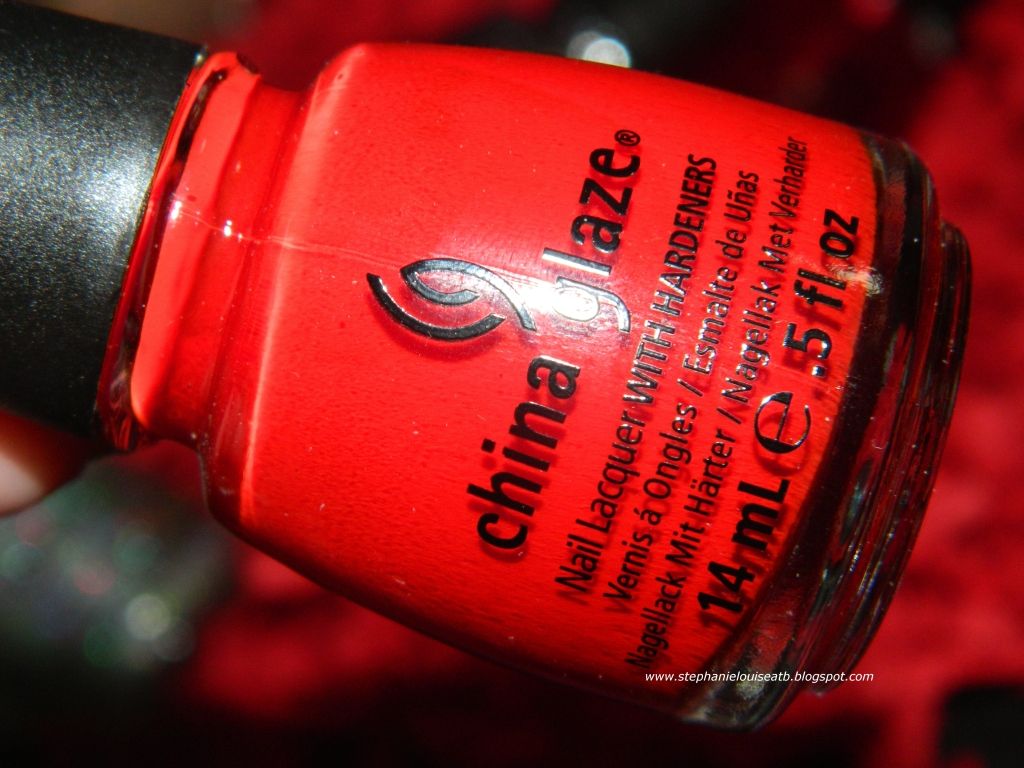 china glaze®
Nail Lacquer WITH HARDENERS
Vernis á Ongles / Esmalte de Uñas
Nagellack Mit Härter / Nagellak Met Verharder
14 mL e .5 fl oz
www.stephanielouiseatb.blogspot.com